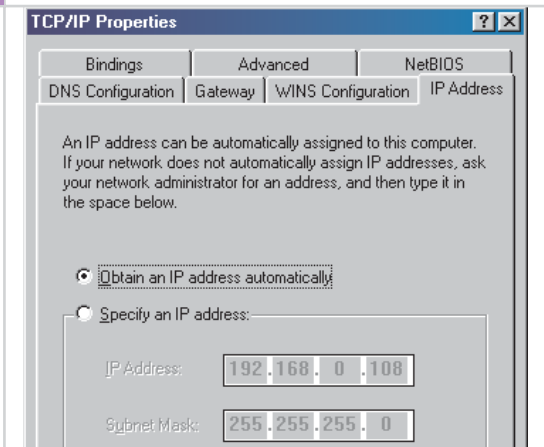 TCP/IP Properties
Bindings Advanced NetBIOS
DNS Configuration Gateway WINS Configuration IP Address
An IP address can be automatically assigned to this computer.
If your network does not automatically assign IP addresses, ask
your network administrator for an address, and then type it in
the space below.
Obtain an IP address automatically
Specify an IP address:
IP Address: 192 . 168 . 0 . 108
Subnet Mask: 255 . 255 . 255 . 0